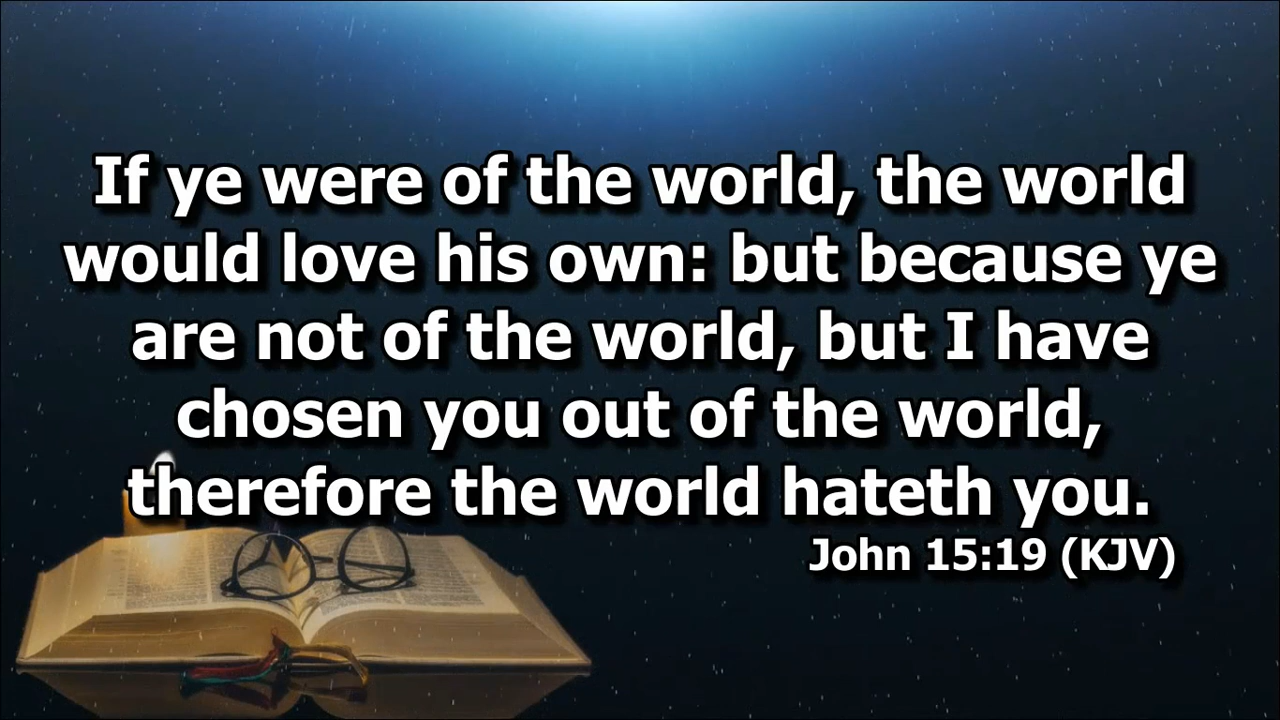 If ye were of the world, the world
would love his own: but because ye
are not of the world, but I have
chosen you out of the world,
therefore the world hateth you.
John 15:19 (KJV)